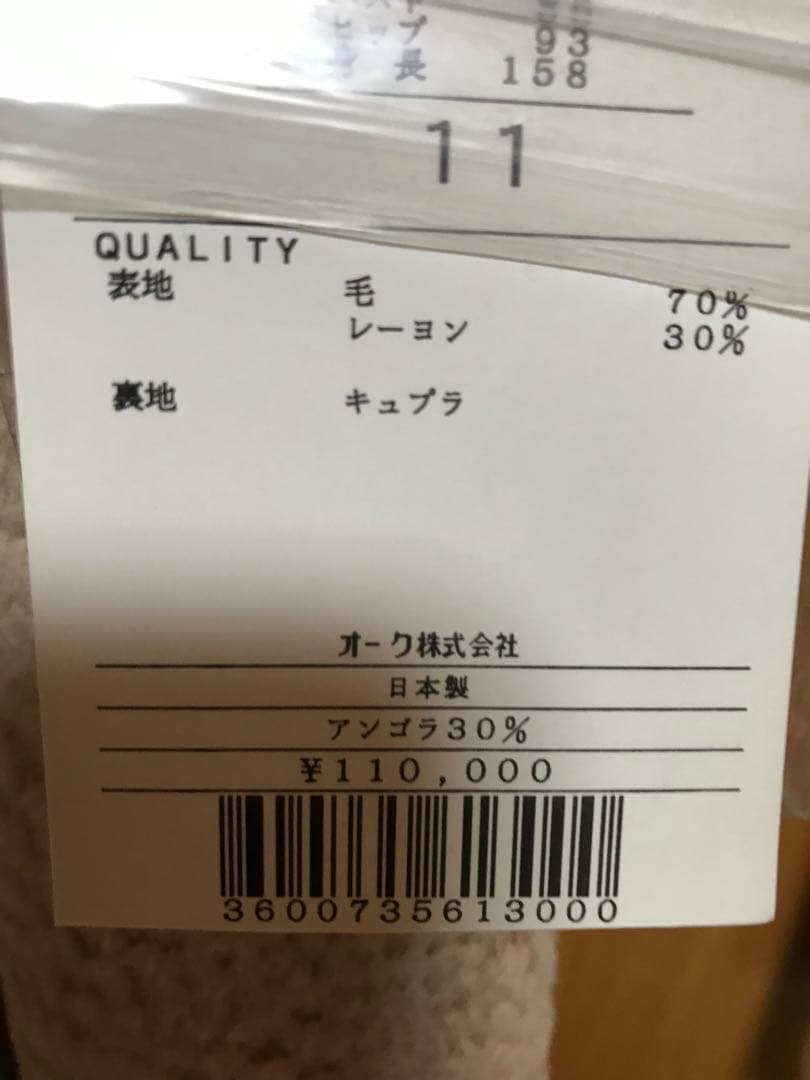 ヒップ 93
身長 158
11
QUALITY
表地 毛 70%
レーヨン 30%
裏地 キュプラ
オーク株式会社
日本製
アンゴラ30%
¥110,000
3600735613000